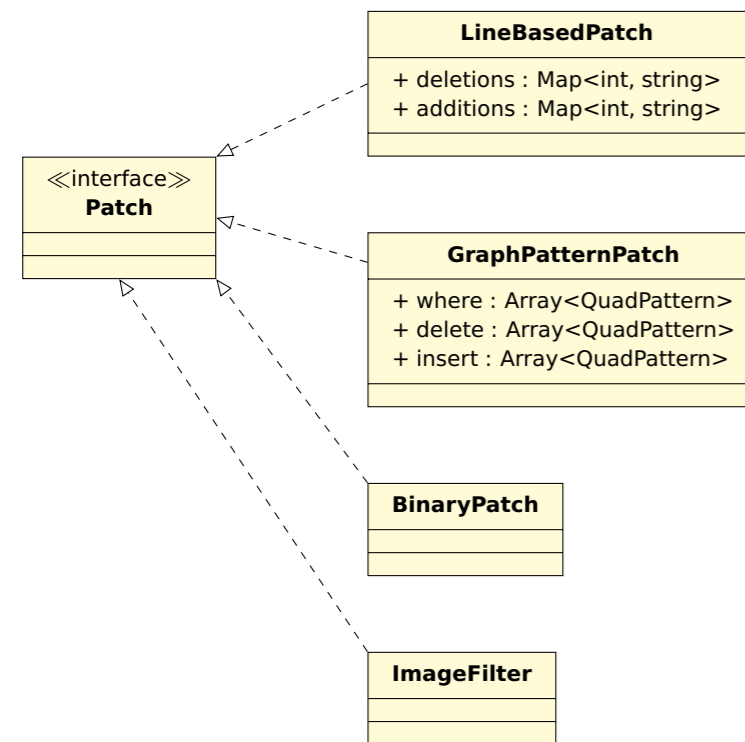 LineBasedPatch
+ deletions : Map<int, string>
+ additions : Map<int, string>
≪interface≫
Patch
GraphPatternPatch
+ where : Array<QuadPattern>
+ delete : Array<QuadPattern>
+ insert : Array<QuadPattern>
BinaryPatch
ImageFilter